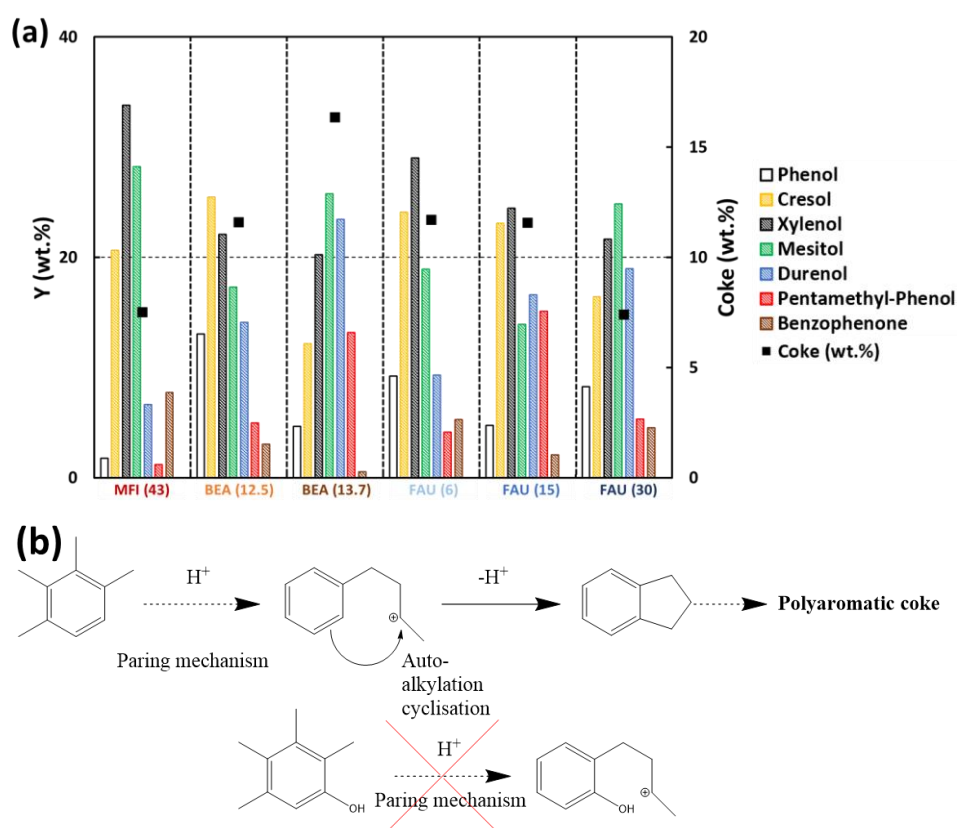 (a)
40
20
0
Y (wt.%)
20
15
10
5
0
Coke (wt.%)
Phenol
Cresol
Xylenol
Mesitol
Durenol
Pentamethyl-Phenol
Benzophenone
Coke (wt.%)
MFI (43)
BEA (12.5)
BEA (13.7)
FAU (6)
FAU (15)
FAU (30)
(b)
H+
Paring mechanism
⊕
Auto-
alkylation
cyclisation
-H+
Polyaromatic coke
OH
H+
Paring mechanism
OH
⊕